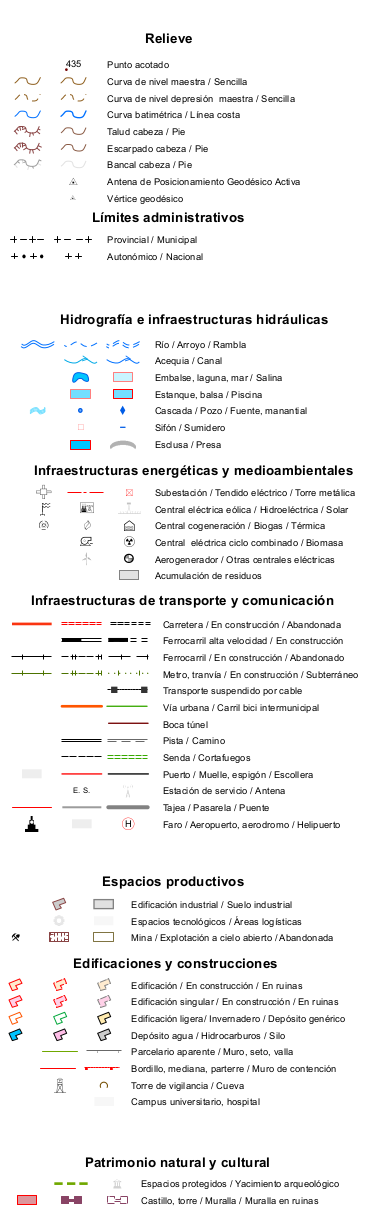 Relieve
435 Punto acotado
Curva de nivel maestra / Sencilla
Curva de nivel depresión maestra / Sencilla
Curva batimétrica / Línea costa
Talud cabeza / Pie
Escarpado cabeza / Pie
Bancal cabeza / Pie
Antena de Posicionamiento Geodésico Activa
Vértice geodésico
Límites administrativos
Provincial / Municipal
Autonómico / Nacional
Hidrografía e infraestructuras hidráulicas
Río / Arroyo / Rambla
Acequia / Canal
Embalse, laguna, mar / Salina
Estanque, balsa / Piscina
Cascada / Pozo / Fuente, manantial
Sifón / Sumidero
Esclusa / Presa
Infraestructuras energéticas y medioambientales
Subestación / Tendido eléctrico / Torre metálica
Central eléctrica eólica / Hidroeléctrica / Solar
Central cogeneración / Biogas / Térmica
Central eléctrica ciclo combinado / Biomasa
Aerogenerador / Otras centrales eléctricas
Acumulación de residuos
Infraestructuras de transporte y comunicación
Carretera / En construcción / Abandonada
Ferrocarril alta velocidad / En construcción
Ferrocarril / En construcción / Abandonado
Metro, tranvía / En construcción / Subterráneo
Transporte suspendido por cable
Vía urbana / Carril bici intermunicipal
Boca túnel
Pista / Camino
Senda / Cortafuegos
Puerto / Muelle, espigón / Escollera
E. S. Estación de servicio / Antena
Tajea / Pasarela / Puente
H Faro / Aeropuerto, aerodromo / Helipuerto
Espacios productivos
Edificación industrial / Suelo industrial
Espacios tecnológicos / Áreas logísticas
Mina / Explotación a cielo abierto / Abandonada
Edificaciones y construcciones
Edificación / En construcción / En ruinas
Edificación singular / En construcción / En ruinas
Edificación ligera/ Invernadero / Depósito genérico
Depósito agua / Hidrocarburos / Silo
Parcelario aparente / Muro, seto, valla
Bordillo, mediana, parterre / Muro de contención
Torre de vigilancia / Cueva
Campus universitario, hospital
Patrimonio natural y cultural
Espacios protegidos / Yacimiento arqueológico
Castillo, torre / Muralla / Muralla en ruinas